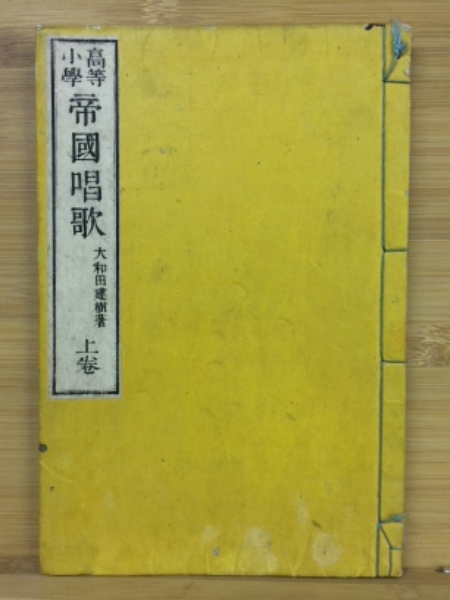 高等
小學
帝國唱歌
大和田建樹著
上卷